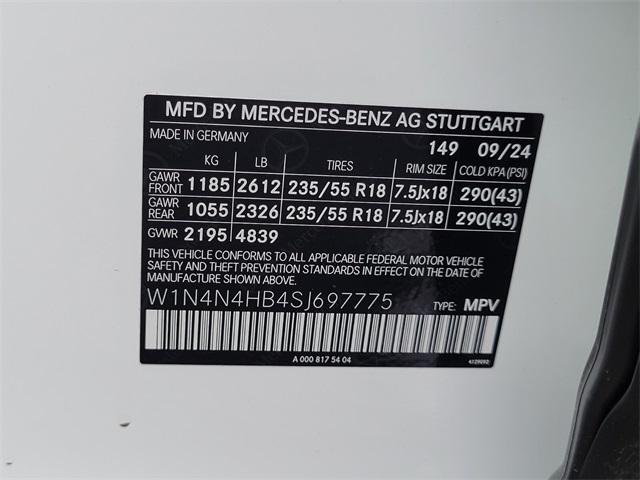 MFD BY MERCEDES-BENZ AG STUTTGART
MADE IN GERMANY 149 09/24
KG LB TIRES RIM SIZE COLD KPA(PSI)
GAWR FRONT 1185 2612 235/55 R18 7.5Jx18 290(43)
GAWR REAR 1055 2326 235/55 R18 7.5Jx18 290(43)
GVWR 2195 4839
THIS VEHICLE CONFORMS TO ALL APPLICABLE FEDERAL MOTOR VEHICLE
SAFETY, BUMPER, AND THEFT PREVENTION STANDARDS IN EFFECT ON THE DATE OF
MANUFACTURE SHOWN ABOVE.
W1N4N4HB4SJ697775 TYPE: MPV
A 000 817 54 04